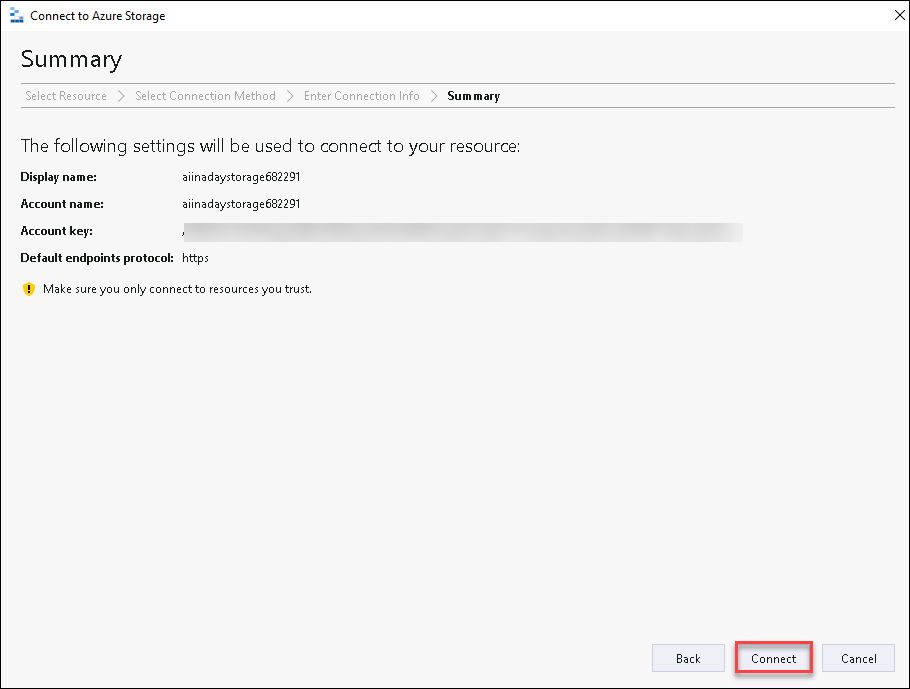 Connect to Azure Storage
Summary
Select Resource > Select Connection Method > Enter Connection Info > Summary
The following settings will be used to connect to your resource:
Display name: aiinadaystorage682291
Account name: aiinadaystorage682291
Account key:
Default endpoints protocol: https
Make sure you only connect to resources you trust.
Back Connect Cancel